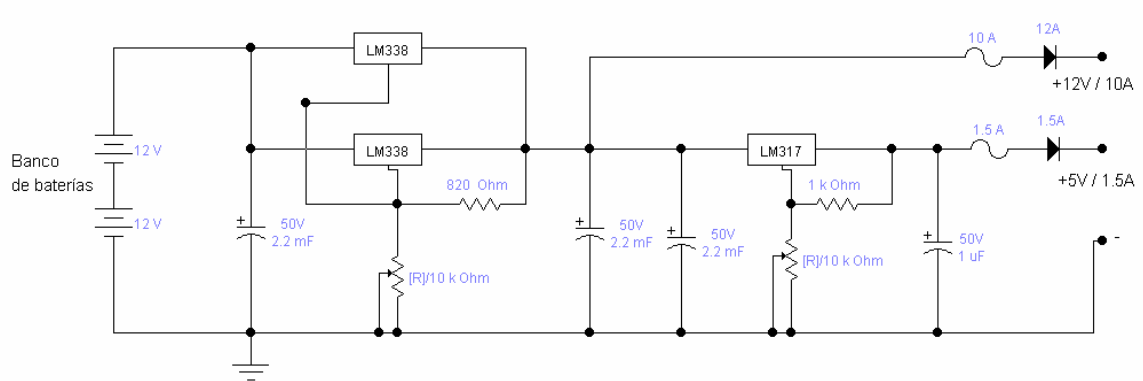 LM338
10 A
12A
+12V / 10A
Banco
de baterías
12 V
12 V
LM338
820 Ohm
50V
2.2 mF
[R]/10 k Ohm
50V
2.2 mF
50V
2.2 mF
LM317
1 k Ohm
[R]/10 k Ohm
50V
1 uF
1.5 A
1.5A
+5V / 1.5A
+
+
+
+
-